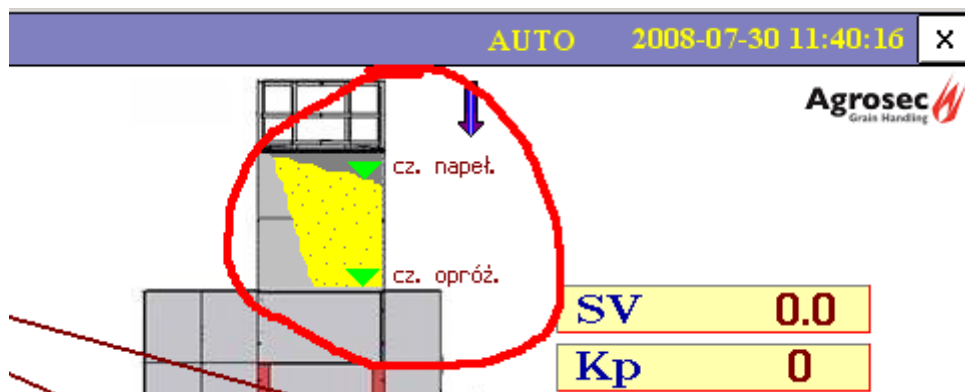 AUTO 2008-07-30 11:40:16 X
Agrosec
Grain Handling
cz. napeł.
cz. opróż.
SV 0.0
Kp 0